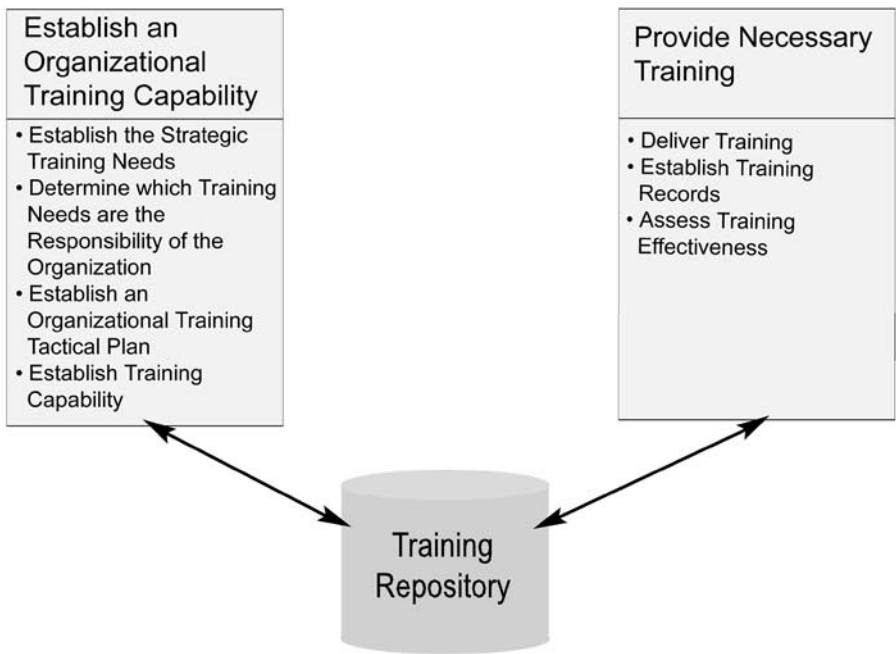 Establish an
Organizational
Training Capability
• Establish the Strategic
Training Needs
• Determine which Training
Needs are the
Responsibility of the
Organization
• Establish an
Organizational Training
Tactical Plan
• Establish Training
Capability
Provide Necessary
Training
• Deliver Training
• Establish Training
Records
• Assess Training
Effectiveness
Training
Repository